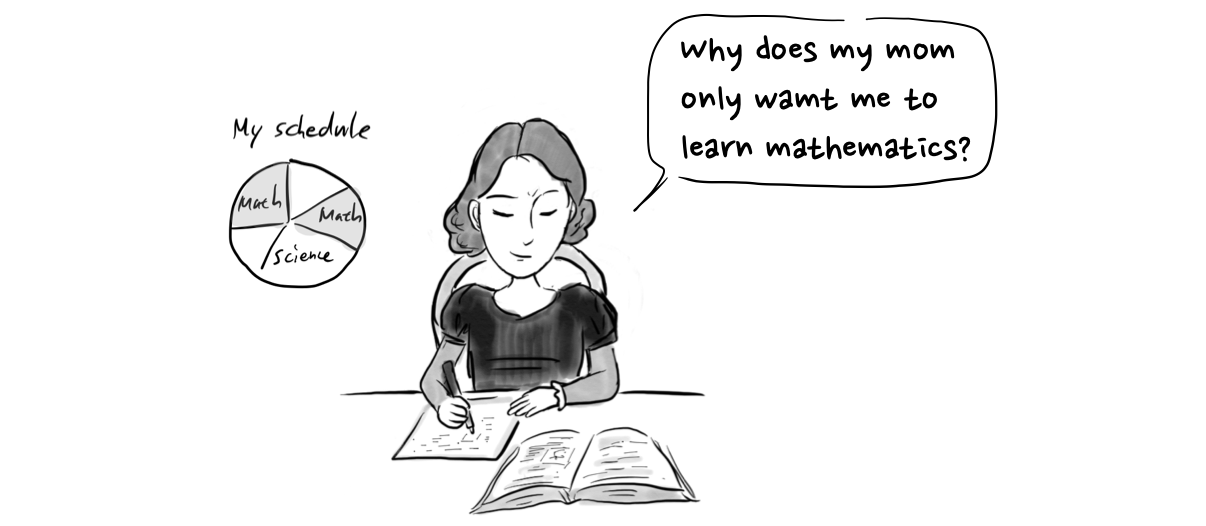 Why does my mom
only wamt me to
learn mathematics?
My schedule
Math
Math
Science